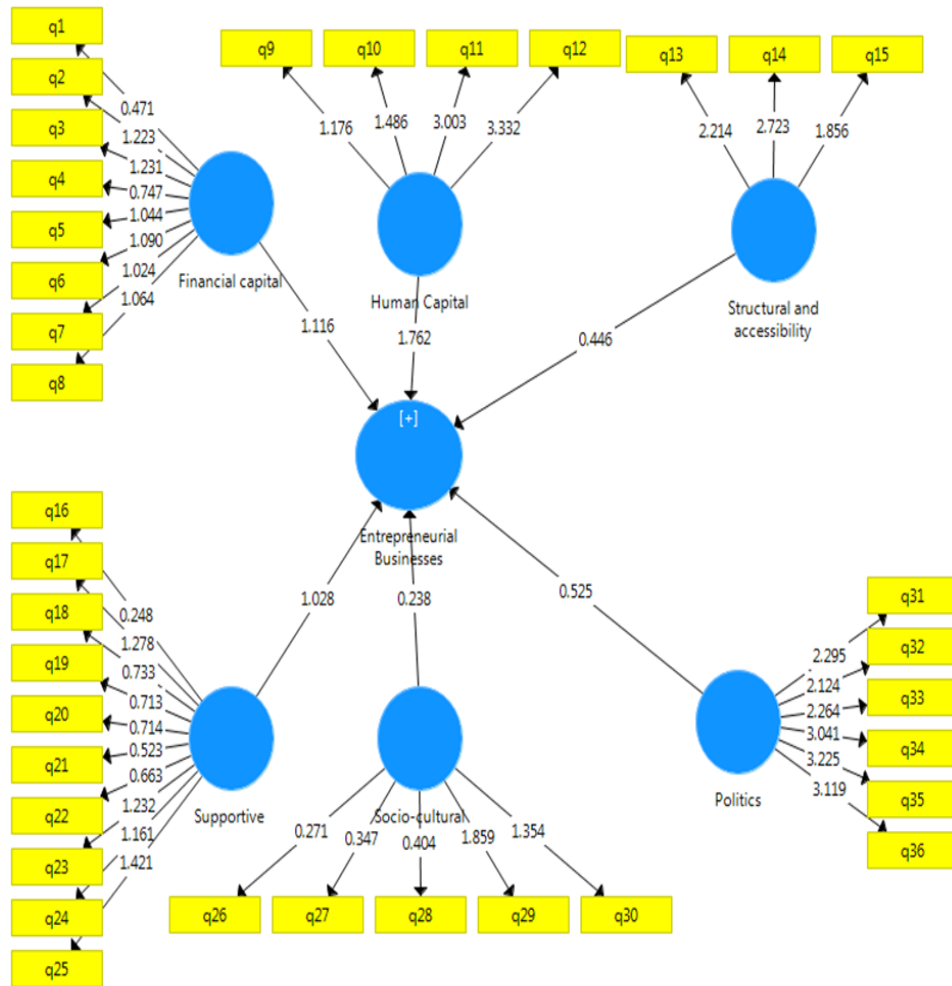 q1
q2
q3
q4
q5
q6
q7
q8
0.471
1.223
1.231
0.747
1.044
1.090
1.024
1.064
Financial capital
1.116
q9
q10
q11
q12
1.176
1.486
3.003
3.332
Human Capital
1.762
q13
q14
q15
2.214
2.723
1.856
Structural and
accessibility
0.446
[+]
Entrepreneurial
Businesses
q16
q17
q18
q19
q20
q21
q22
q23
q24
q25
0.248
1.278
0.733
0.713
0.714
0.523
0.663
1.232
1.161
1.421
Supportive
1.028
0.238
Socio-cultural
0.271
0.347
0.404
1.859
1.354
q26
q27
q28
q29
q30
0.525
Politics
2.295
2.124
2.264
3.041
3.225
3.119
q31
q32
q33
q34
q35
q36